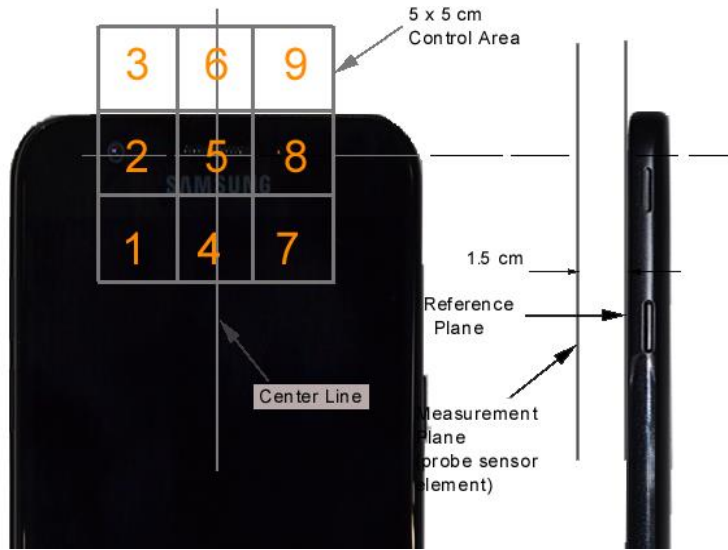 5 x 5 cm
Control Area
3 6 9
2 5 8
SAMSUNG
1 4 7
1.5 cm
Reference
Plane
Center Line
Measurement
Plane
(probe sensor
element)